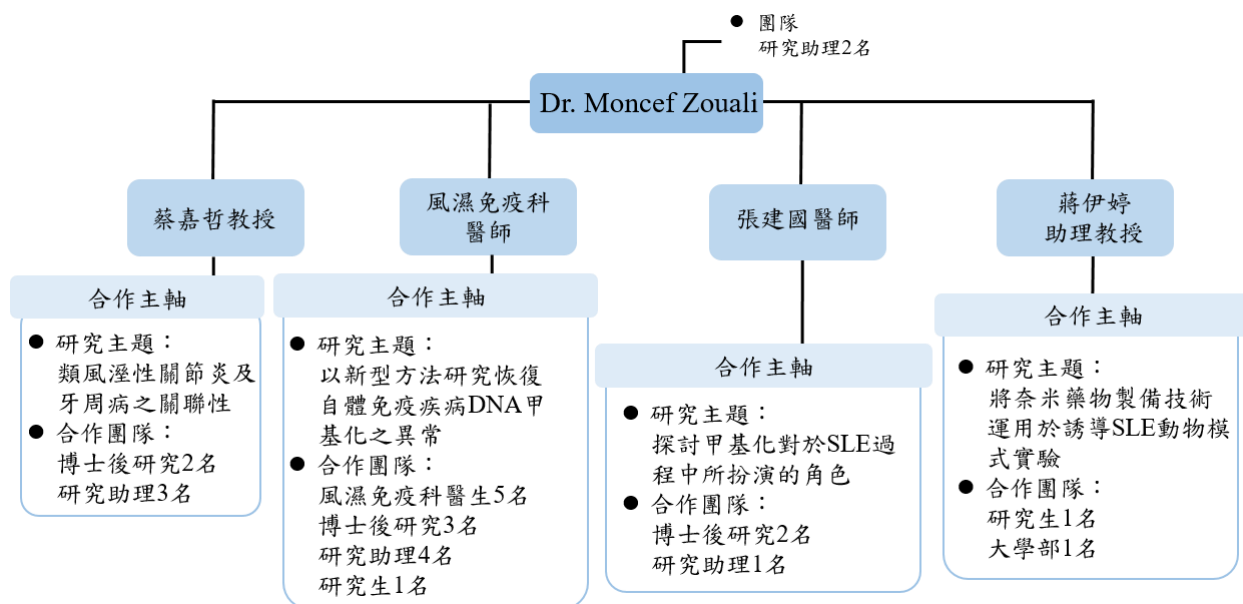 ● 團隊
研究助理2名
Dr. Moncef Zouali
蔡嘉哲教授
合作主軸
● 研究主題：
類風溼性關節炎及
牙周病之關聯性
● 合作團隊：
博士後研究2名
研究助理3名
風濕免疫科
醫師
合作主軸
● 研究主題：
以新型方法研究恢復
自體免疫疾病DNA甲
基化之異常
● 合作團隊：
風濕免疫科醫生5名
博士後研究3名
研究助理4名
研究生1名
張建國醫師
合作主軸
● 研究主題：
探討甲基化對於SLE過
程中所扮演的角色
● 合作團隊：
博士後研究2名
研究助理1名
蔣伊婷
助理教授
合作主軸
● 研究主題：
將奈米藥物製備技術
運用於誘導SLE動物模
式實驗
● 合作團隊：
研究生1名
大學部1名